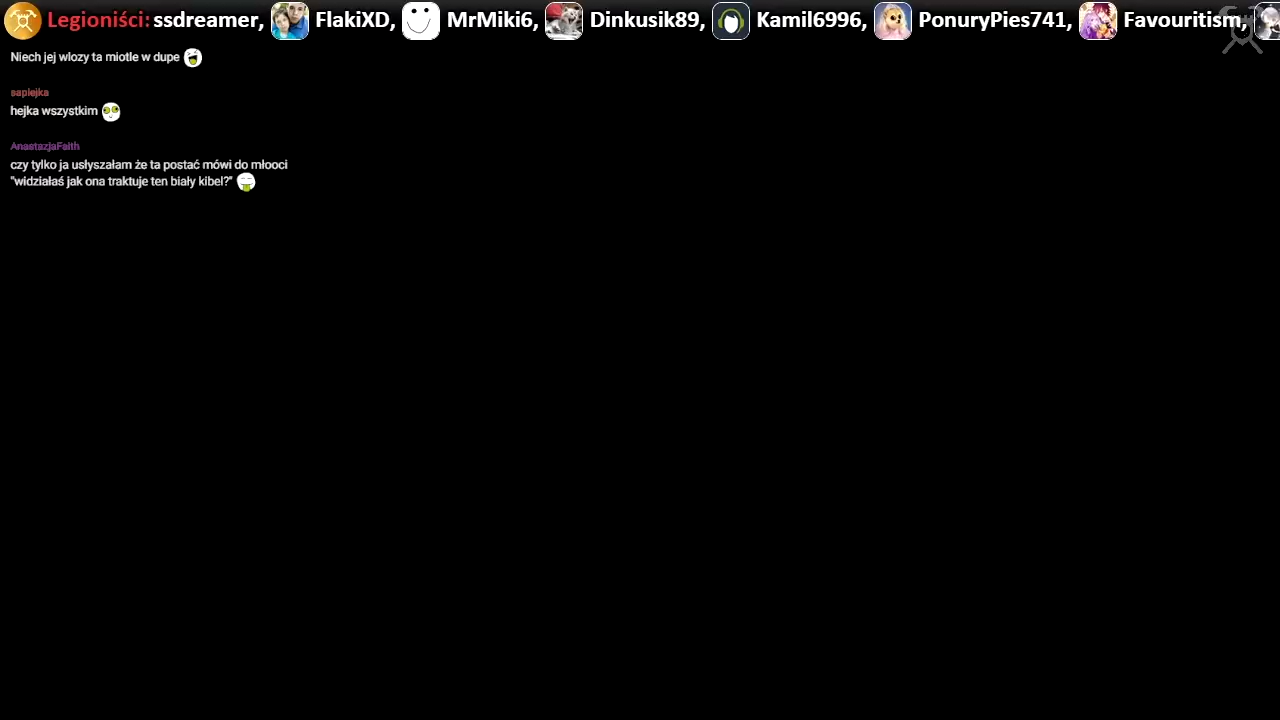 Legioniści: ssdreamer, FlakiXD, MrMiki6, Dinkusik89, Kamil6996, PonuryPies741, Favouritism,
Niech jej wlozy ta miotle w dupe
sapiejka
hejka wszystkim
AnastazjaFaith
czy tylko ja usłyszałam że ta postać mówi do młooci
"widziałaś jak ona traktuje ten biały kibel?"